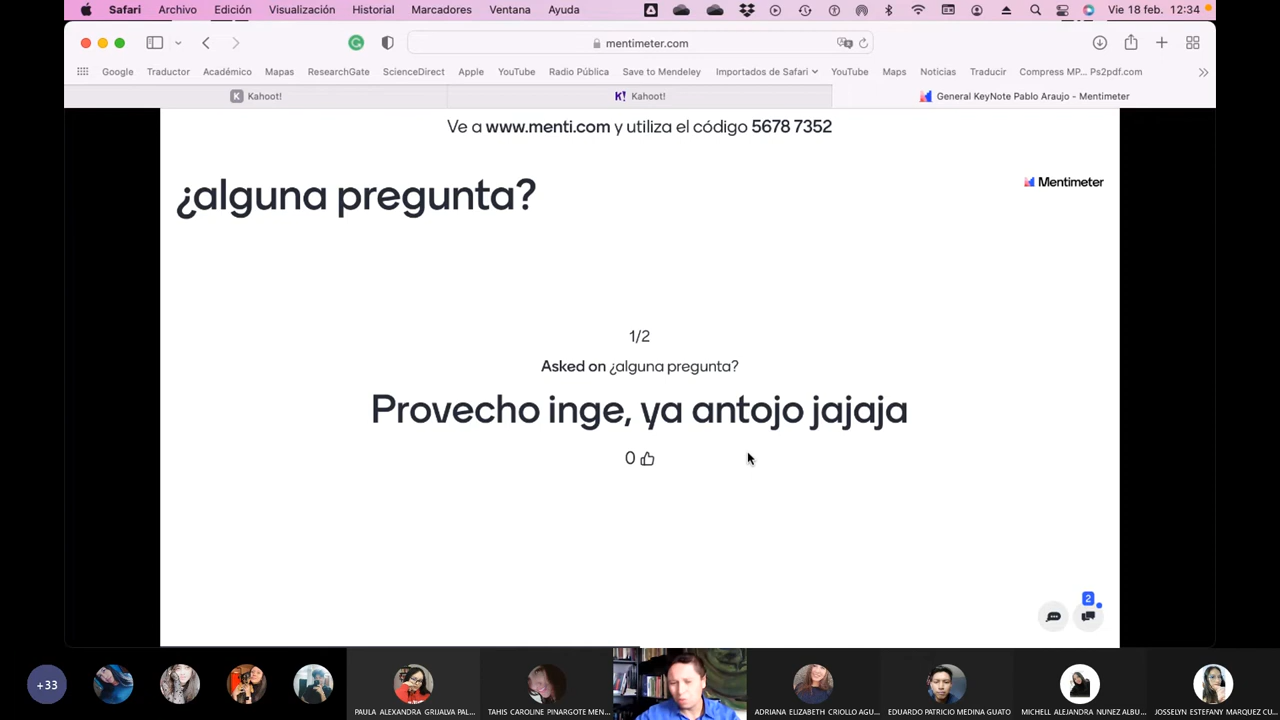 Safari Archivo Edición Visualización Historial Marcadores Ventana Ayuda Vie 18 feb. 12:34
mentimeter.com
Google Traductor Académico Mapas ResearchGate ScienceDirect Apple YouTube Radio Pública Save to Mendeley Importados de Safari YouTube Maps Noticias Traducir Compress MP... Ps2pdf.com
K Kahoot! K! Kahoot! General KeyNote Pablo Araujo - Mentimeter
Ve a www.menti.com y utiliza el código 5678 7352
¿alguna pregunta?
Mentimeter
1/2
Asked on ¿alguna pregunta?
Provecho inge, ya antojo jajaja
0
2
+33
PAULA ALEXANDRA GRIJALVA PAL... TAHIS CAROLINE PINARGOTE MEN... ADRIANA ELIZABETH CRIOLLO AGU... EDUARDO PATRICIO MEDINA GUATO MICHELL ALEJANDRA NUNEZ ALBU... JOSSELYN ESTEFANY MARQUEZ CU...